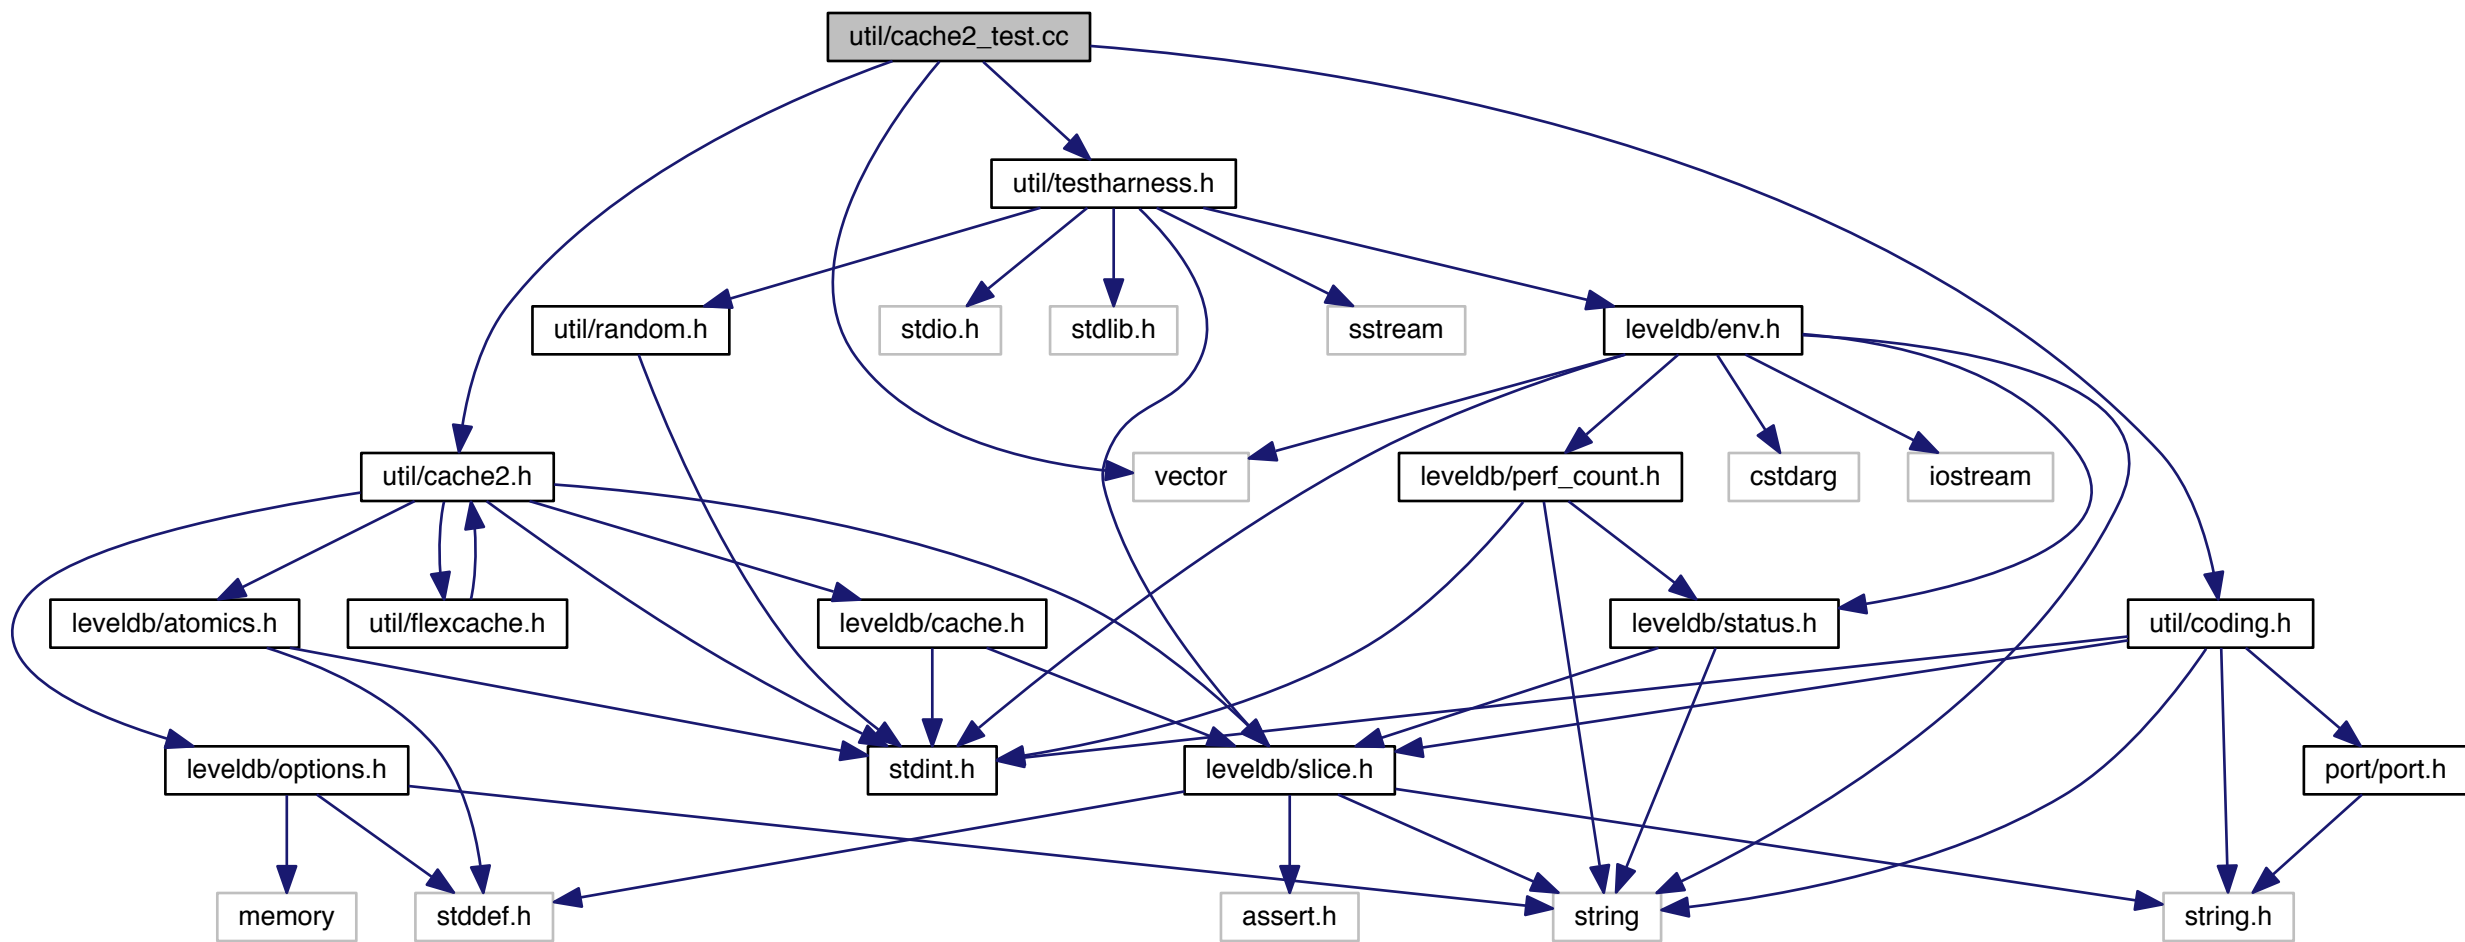 util/cache2_test.cc
util/testharness.h
util/random.h
stdio.h
stdlib.h
sstream
leveldb/env.h
util/cache2.h
vector
leveldb/perf_count.h
cstdarg
iostream
leveldb/atomics.h
util/flexcache.h
leveldb/cache.h
leveldb/status.h
util/coding.h
leveldb/options.h
stdint.h
leveldb/slice.h
port/port.h
memory
stddef.h
assert.h
string
string.h